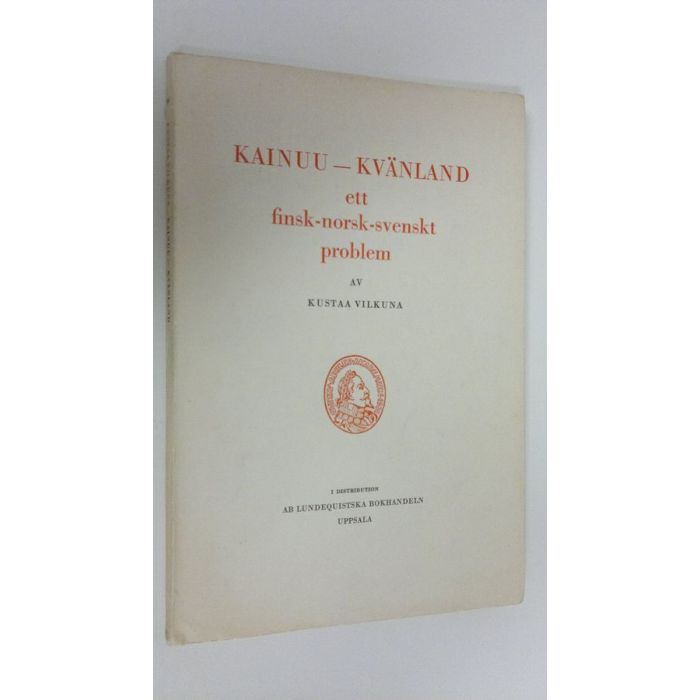 KAINUU — KVÄNLAND
ett
finsk-norsk-svenskt
problem
AV
KUSTAA VILKUNA
I DISTRIBUTION
AB LUNDEQUISTSKA BOKHANDELN
UPPSALA